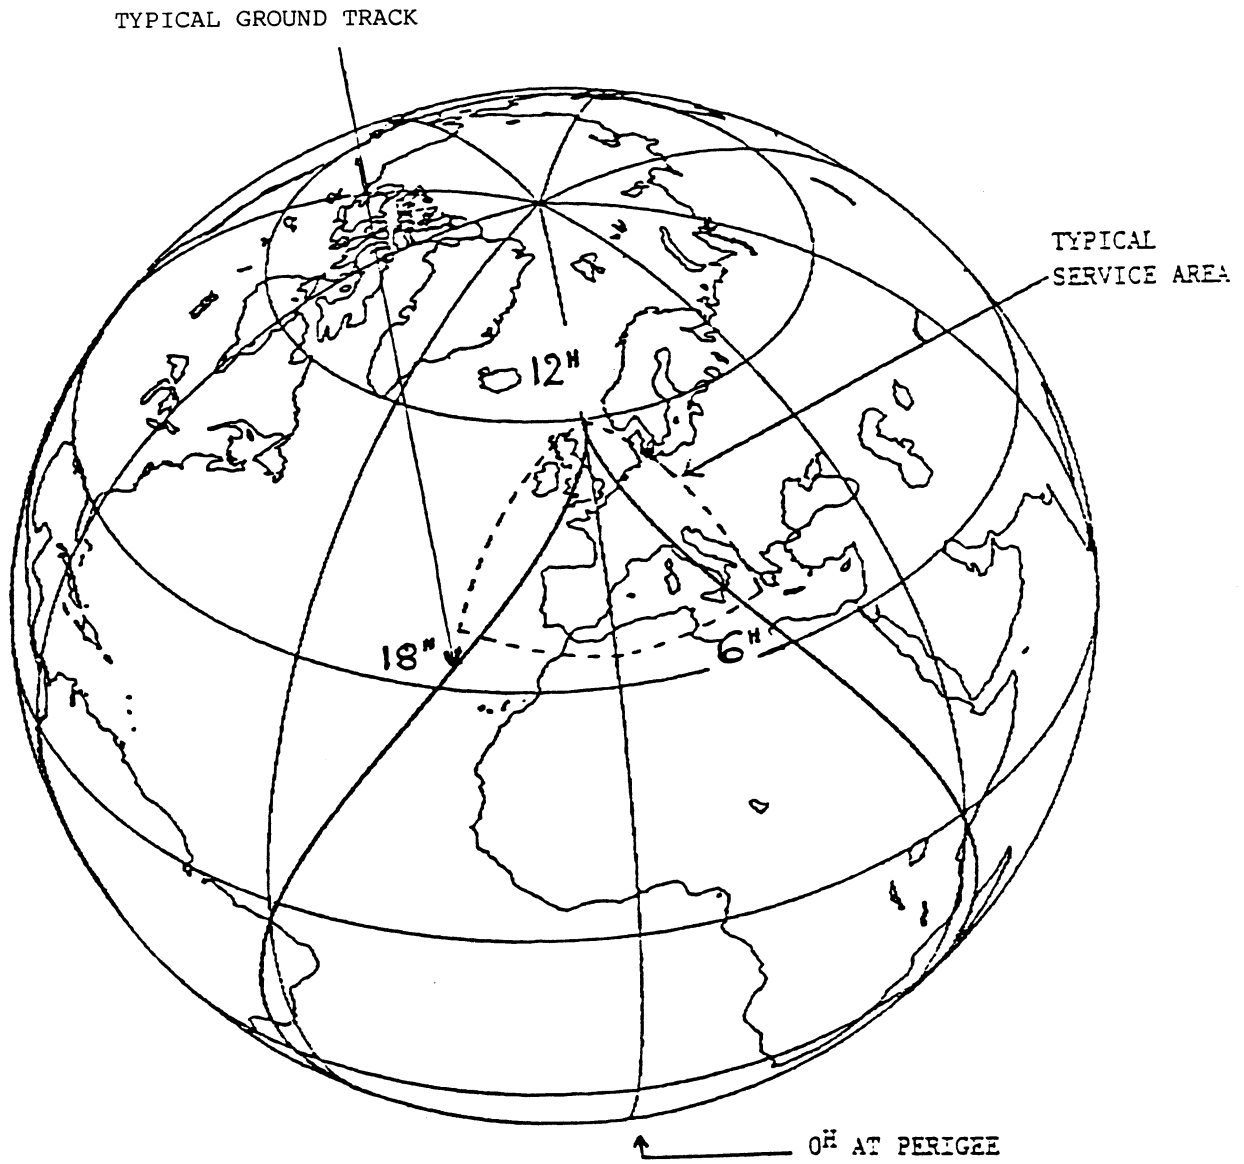 TYPICAL GROUND TRACK
TYPICAL
SERVICE AREA
12H
18H
6H
0H AT PERIGEE